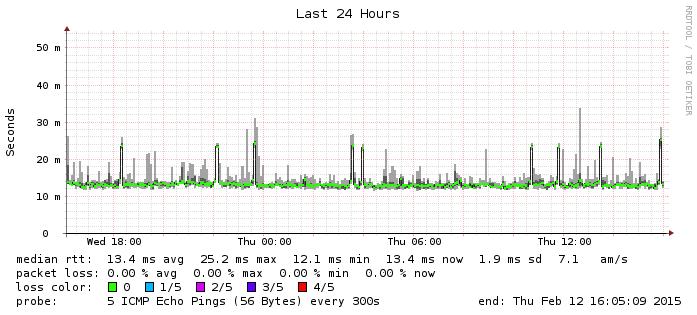 Last 24 Hours
RRDTOOL / TOBI OETIKER
Seconds
50 m
40 m
30 m
20 m
10 m
0
Wed 18:00 Thu 00:00 Thu 06:00 Thu 12:00
median rtt: 13.4 ms avg 25.2 ms max 12.1 ms min 13.4 ms now 1.9 ms sd 7.1 am/s
packet loss: 0.00 % avg 0.00 % max 0.00 % min 0.00 % now
loss color: 0 1/5 2/5 3/5 4/5
probe: 5 ICMP Echo Pings (56 Bytes) every 300s end: Thu Feb 12 16:05:09 2015